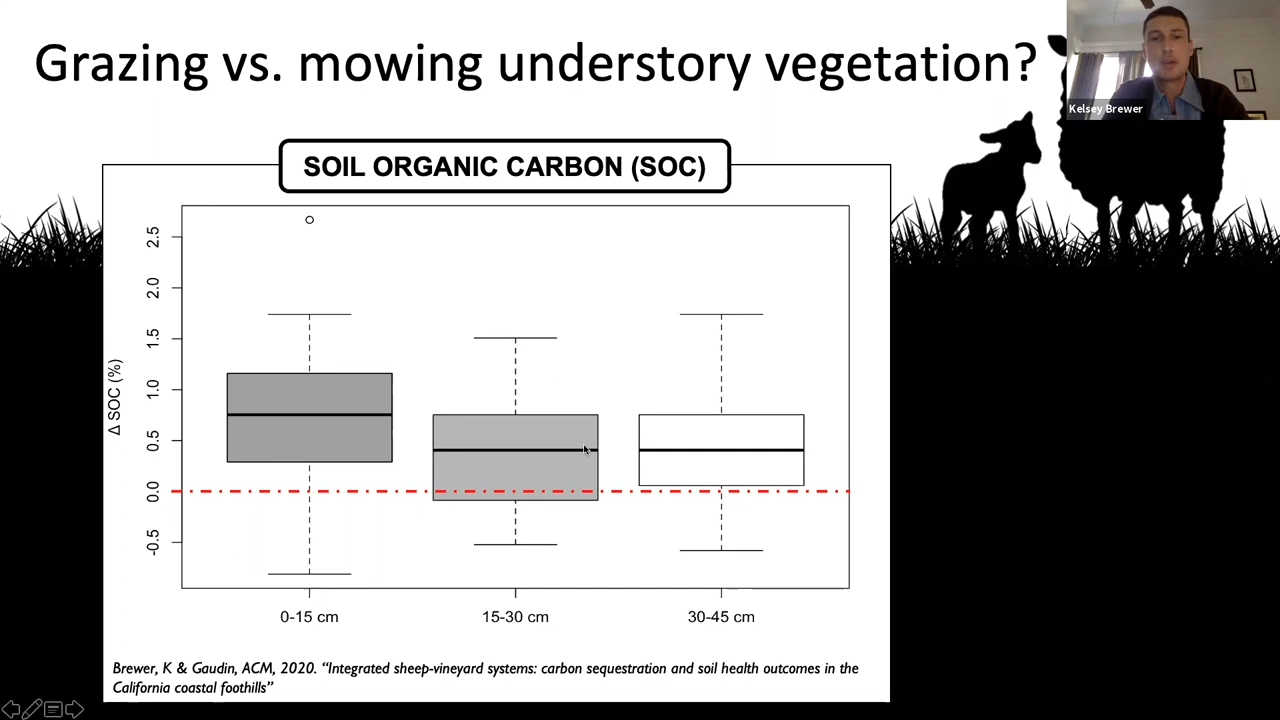 Grazing vs. mowing understory vegetation?
Kelsey Brewer
SOIL ORGANIC CARBON (SOC)
Δ SOC (%)
2.5
2.0
1.5
1.0
0.5
0.0
-0.5
0-15 cm
15-30 cm
30-45 cm
Brewer, K & Gaudin, ACM, 2020. “Integrated sheep-vineyard systems: carbon sequestration and soil health outcomes in the
California coastal foothills”